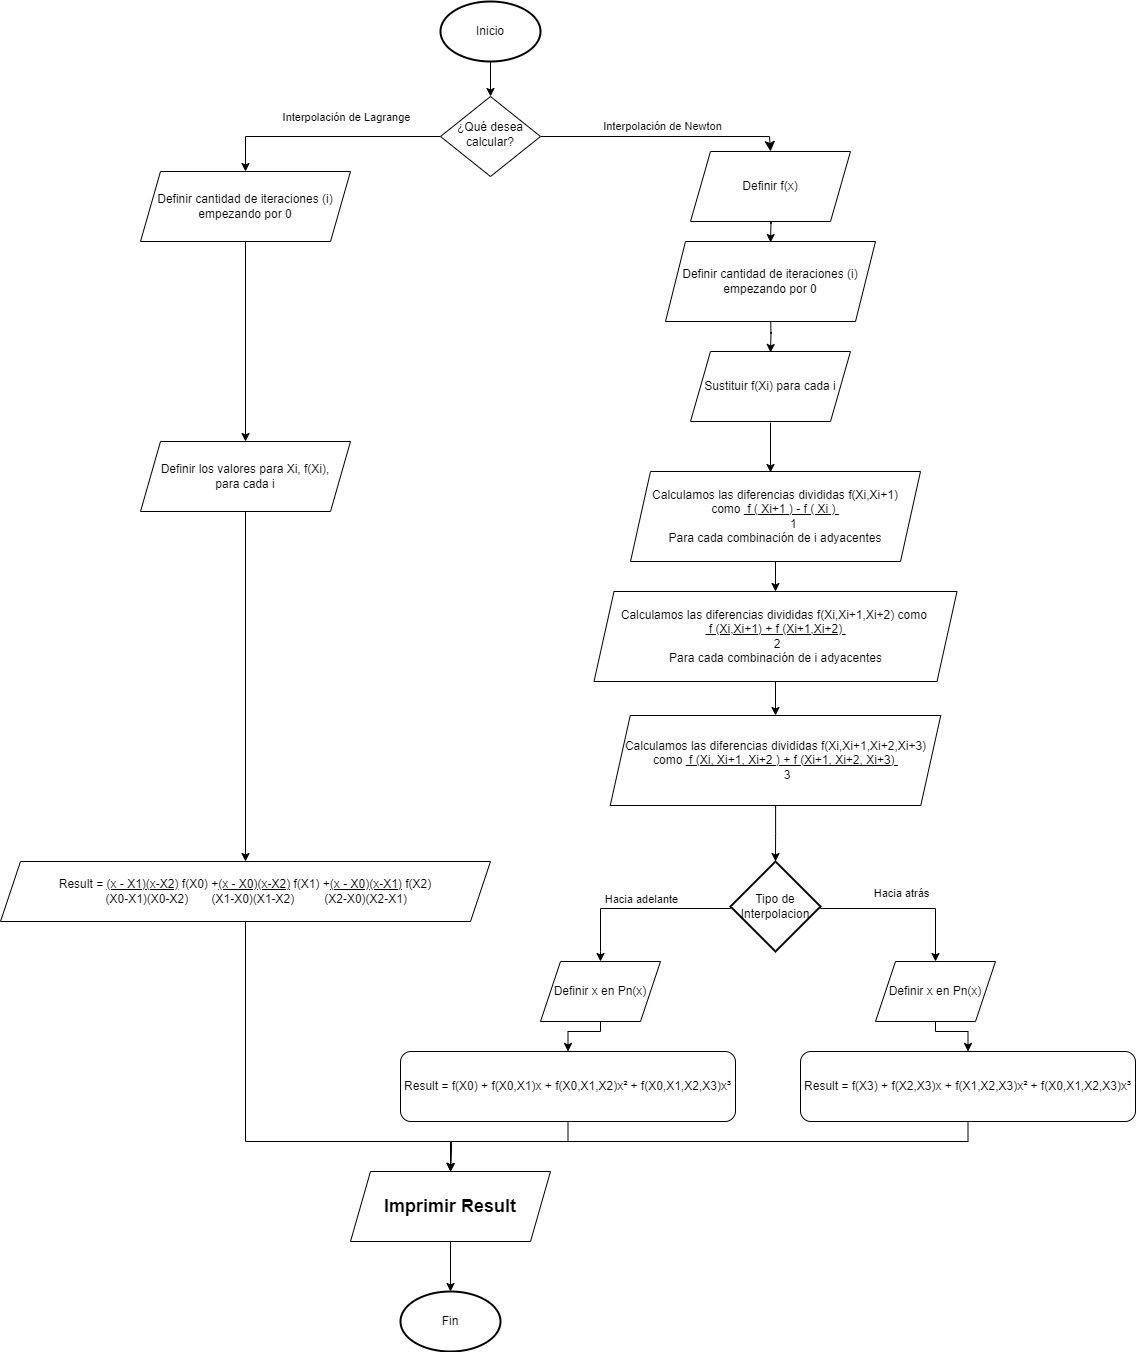 Inicio
¿Qué desea
calcular?
Interpolación de Lagrange
Interpolación de Newton
Definir cantidad de iteraciones (i)
empezando por 0
Definir f(x)
Definir cantidad de iteraciones (i)
empezando por 0
Sustituir f(Xi) para cada i
Definir los valores para Xi, f(Xi),
para cada i
Calculamos las diferencias divididas f(Xi,Xi+1)
como f ( Xi+1 ) - f ( Xi )
1
Para cada combinación de i adyacentes
Calculamos las diferencias divididas f(Xi,Xi+1,Xi+2) como
f (Xi,Xi+1) + f (Xi+1,Xi+2)
2
Para cada combinación de i adyacentes
Calculamos las diferencias divididas f(Xi,Xi+1,Xi+2,Xi+3)
como f (Xi, Xi+1, Xi+2 ) + f (Xi+1, Xi+2, Xi+3)
3
Result = (x - X1)(x-X2) f(X0) +(x - X0)(x-X2) f(X1) +(x - X0)(x-X1) f(X2)
(X0-X1)(X0-X2) (X1-X0)(X1-X2) (X2-X0)(X2-X1)
Tipo de
Interpolacion
Hacia adelante
Hacia atrás
Definir x en Pn(x)
Definir x en Pn(x)
Result = f(X0) + f(X0,X1)x + f(X0,X1,X2)x² + f(X0,X1,X2,X3)x³
Result = f(X3) + f(X2,X3)x + f(X1,X2,X3)x² + f(X0,X1,X2,X3)x³
Imprimir Result
Fin